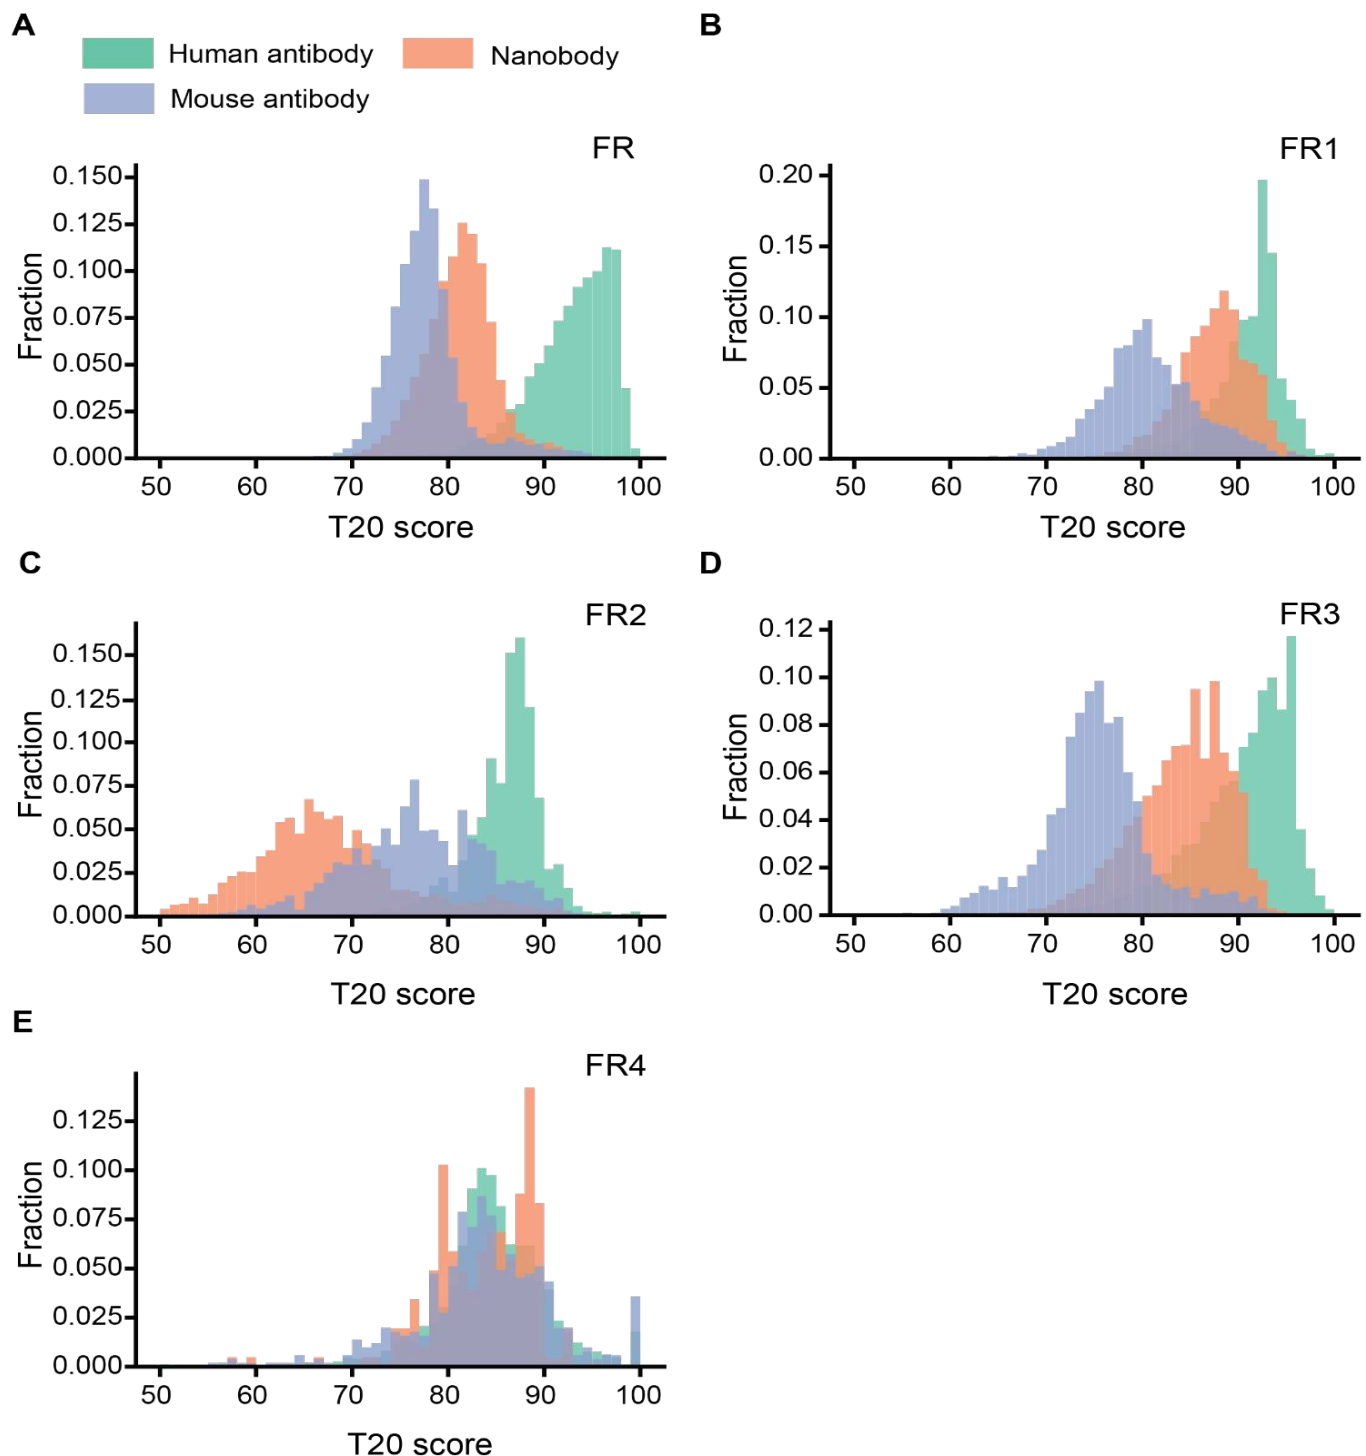 A
B
Human antibody
Nanobody
Mouse antibody
FR
0.150
0.125
0.100
0.075
0.050
0.025
0.000
Fraction
50 60 70 80 90 100
T20 score
FR1
0.20
0.15
0.10
0.05
0.00
Fraction
50 60 70 80 90 100
T20 score
C
FR2
0.150
0.125
0.100
0.075
0.050
0.025
0.000
Fraction
50 60 70 80 90 100
T20 score
D
FR3
0.12
0.10
0.08
0.06
0.04
0.02
0.00
Fraction
50 60 70 80 90 100
T20 score
E
FR4
0.125
0.100
0.075
0.050
0.025
0.000
Fraction
50 60 70 80 90 100
T20 score